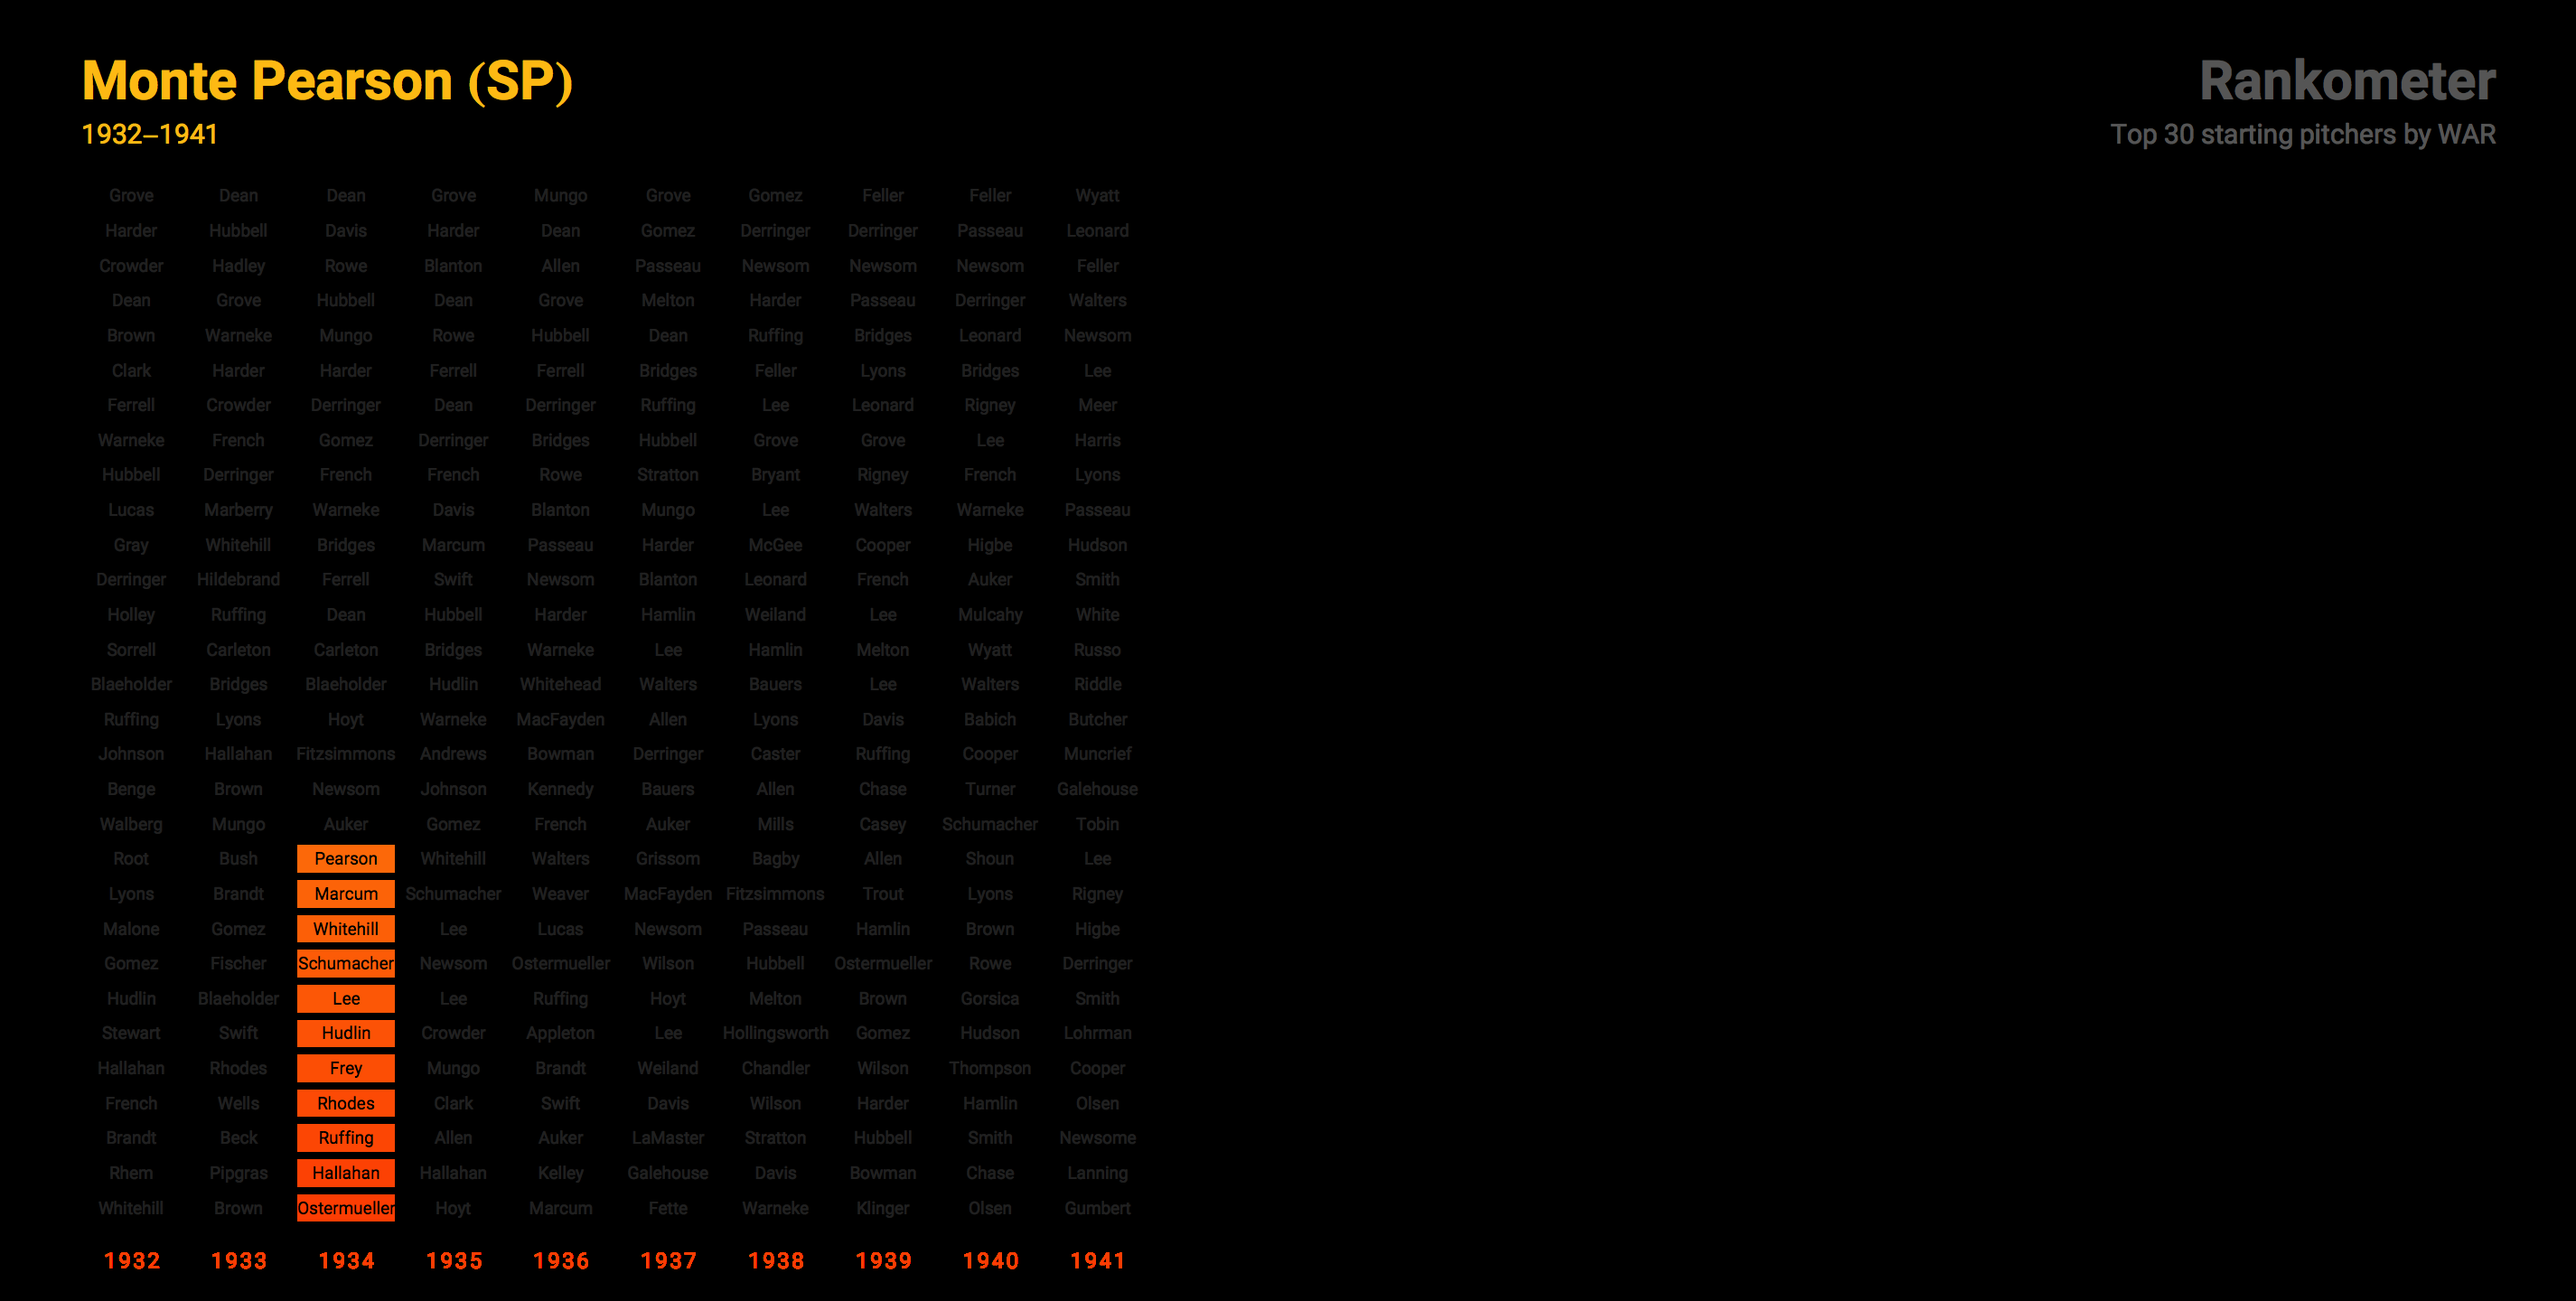 Monte Pearson (SP)
1932–1941
Rankometer
Top 30 starting pitchers by WAR
Grove Dean Dean Grove Mungo Grove Gomez Feller Feller Wyatt
Harder Hubbell Davis Harder Dean Gomez Derringer Derringer Passeau Leonard
Crowder Hadley Rowe Blanton Allen Passeau Newsom Newsom Newsom Feller
Dean Grove Hubbell Dean Grove Melton Harder Passeau Derringer Walters
Brown Warneke Mungo Rowe Hubbell Dean Ruffing Bridges Leonard Newsom
Clark Harder Harder Ferrell Ferrell Bridges Feller Lyons Bridges Lee
Ferrell Crowder Derringer Dean Derringer Ruffing Lee Leonard Rigney Meer
Warneke French Gomez Derringer Bridges Hubbell Grove Grove Lee Harris
Hubbell Derringer French French Rowe Stratton Bryant Rigney French Lyons
Lucas Marberry Warneke Davis Blanton Mungo Lee Walters Warneke Passeau
Gray Whitehill Bridges Marcum Passeau Harder McGee Cooper Higbe Hudson
Derringer Hildebrand Ferrell Swift Newsom Blanton Leonard French Auker Smith
Holley Ruffing Dean Hubbell Harder Hamlin Weiland Lee Mulcahy White
Sorrell Carleton Carleton Bridges Warneke Lee Hamlin Melton Wyatt Russo
Blaeholder Bridges Blaeholder Hudlin Whitehead Walters Bauers Lee Walters Riddle
Ruffing Lyons Hoyt Warneke MacFayden Allen Lyons Davis Babich Butcher
Johnson Hallahan Fitzsimmons Andrews Bowman Derringer Caster Ruffing Cooper Muncrief
Benge Brown Newsom Johnson Kennedy Bauers Allen Chase Turner Galehouse
Walberg Mungo Auker Gomez French Auker Mills Casey Schumacher Tobin
Root Bush Pearson Whitehill Walters Grissom Bagby Allen Shoun Lee
Lyons Brandt Marcum Schumacher Weaver MacFayden Fitzsimmons Trout Lyons Rigney
Malone Gomez Whitehill Lee Lucas Newsom Passeau Hamlin Brown Higbe
Gomez Fischer Schumacher Newsom Ostermueller Wilson Hubbell Ostermueller Rowe Derringer
Hudlin Blaeholder Lee Lee Ruffing Hoyt Melton Brown Gorsica Smith
Stewart Swift Hudlin Crowder Appleton Lee Hollingsworth Gomez Hudson Lohrman
Hallahan Rhodes Frey Mungo Brandt Weiland Chandler Wilson Thompson Cooper
French Wells Rhodes Clark Swift Davis Wilson Harder Hamlin Olsen
Brandt Beck Ruffing Allen Auker LaMaster Stratton Hubbell Smith Newsome
Rhem Pipgras Hallahan Hallahan Kelley Galehouse Davis Bowman Chase Lanning
Whitehill Brown Ostermueller Hoyt Marcum Fette Warneke Klinger Olsen Gumbert
1932 1933 1934 1935 1936 1937 1938 1939 1940 1941